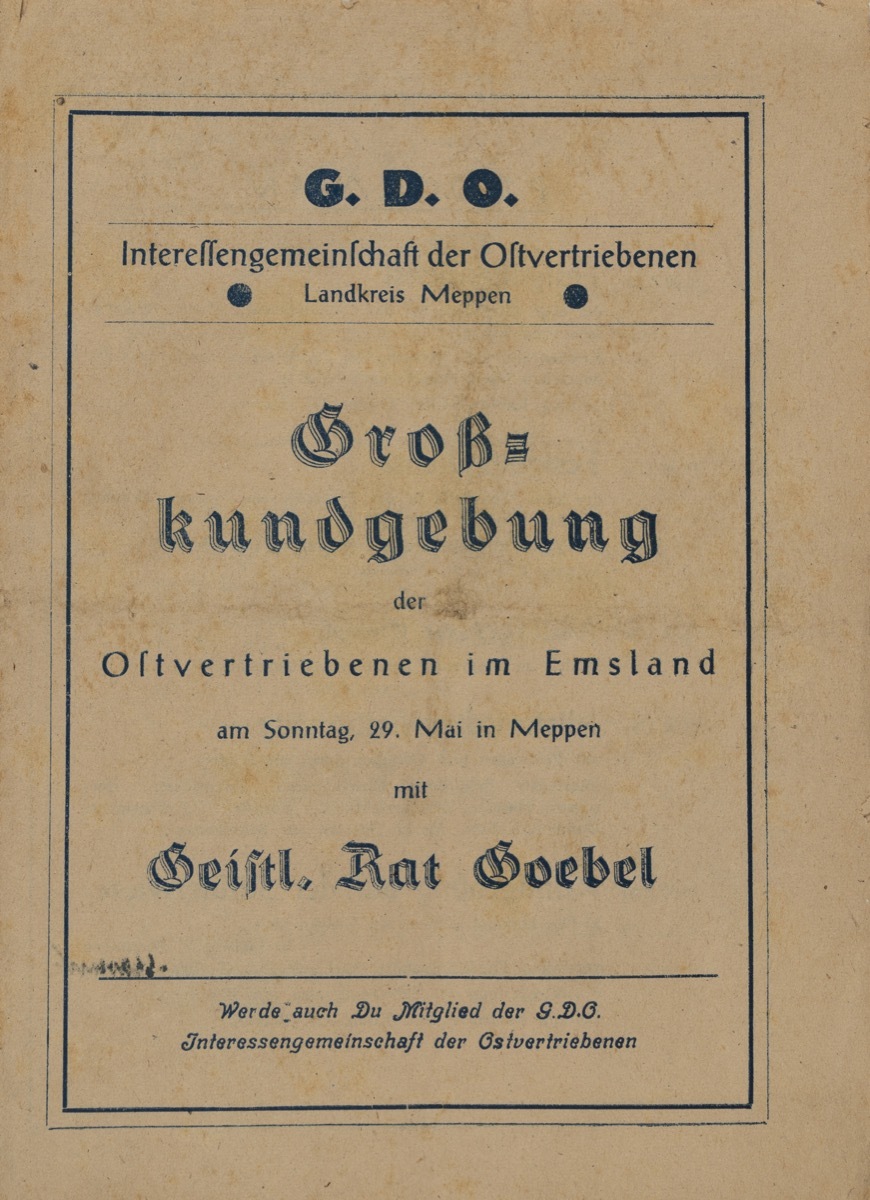 G. D. O.
Intereſſengemeinſchaft der Oſtvertriebenen
Landkreis Meppen
Groß-
kundgebung
der
Oſtvertriebenen im Emsland
am Sonntag, 29. Mai in Meppen
mit
Geiſtl. Rat Goebel
Werde auch Du Mitglied der G.D.O.
Interessengemeinschaft der Ostvertriebenen